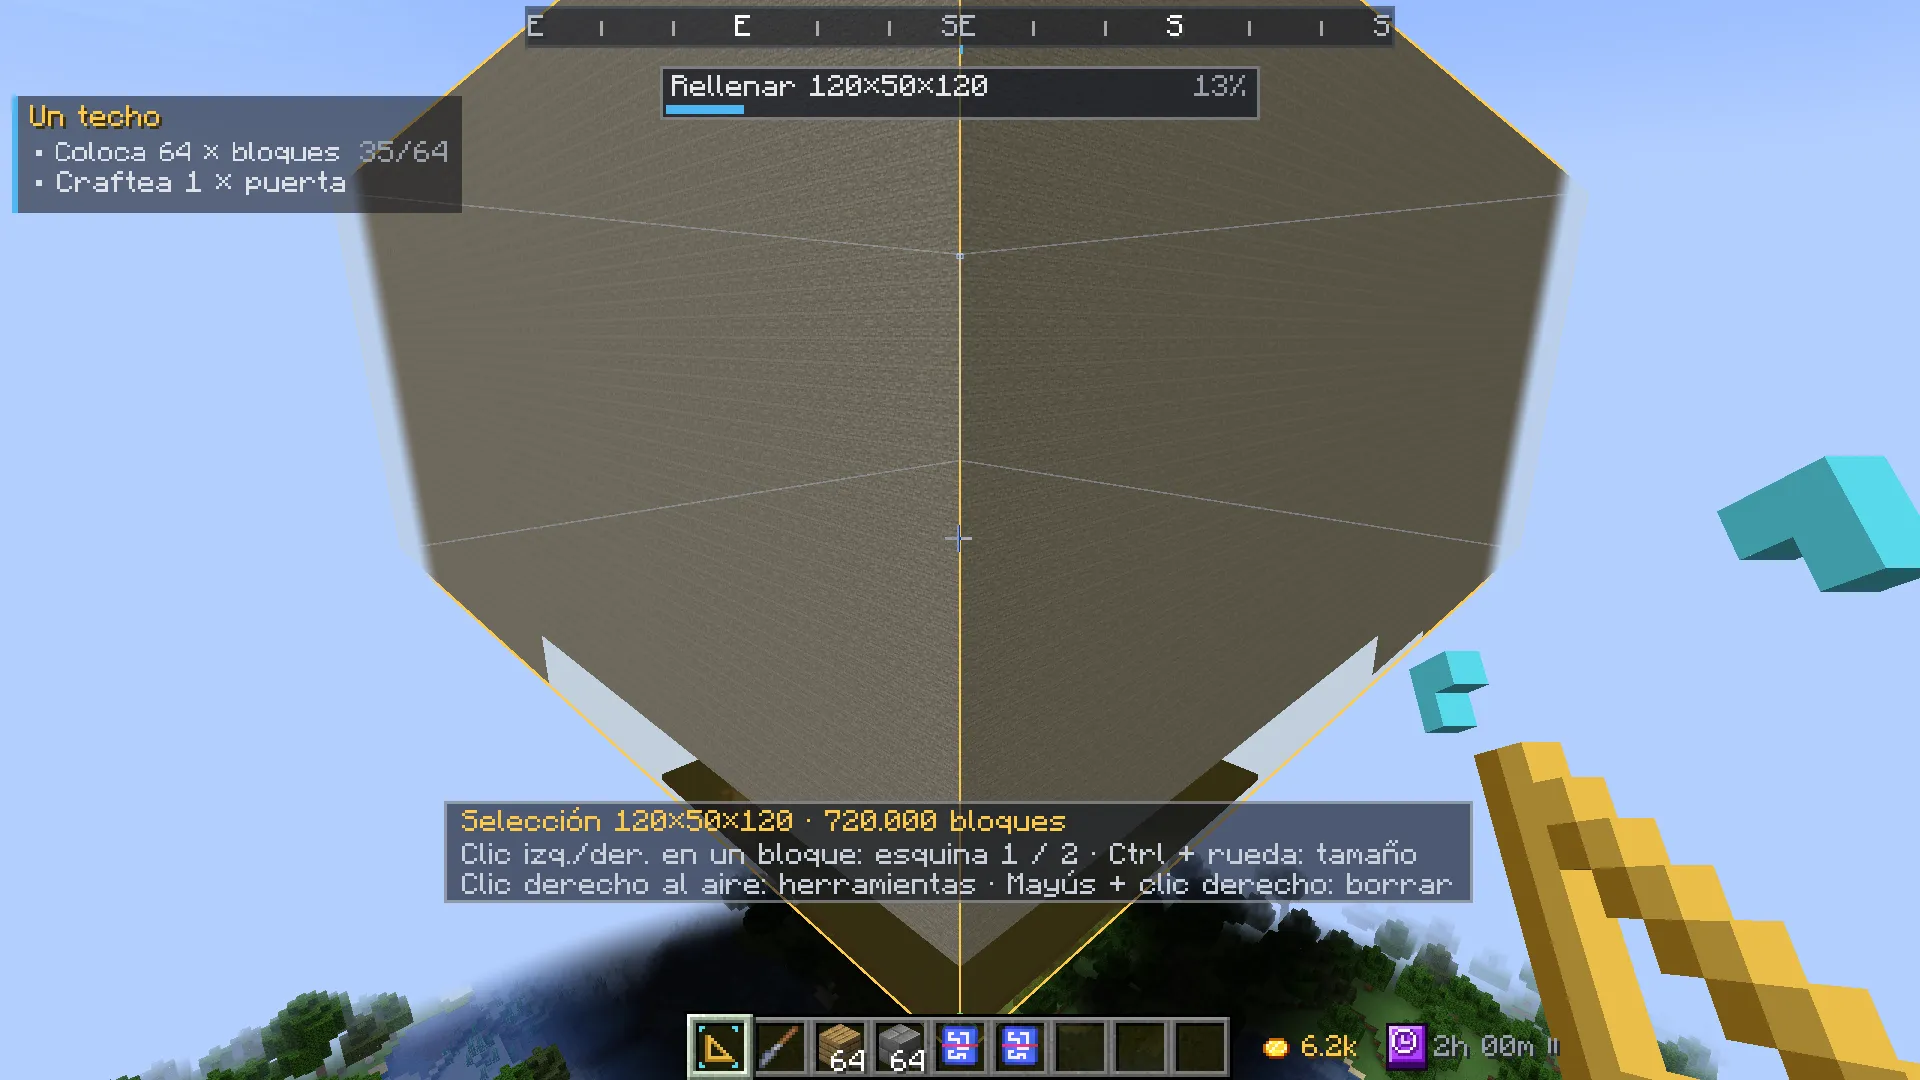 E E SE S S
Rellenar 120×50×120 13%
Un techo
• Coloca 64 × bloques 35/64
• Craftea 1 × puerta
Selección 120×50×120 · 720.000 bloques
Clic izq./der. en un bloque: esquina 1 / 2 · Ctrl + rueda: tamaño
Clic derecho al aire: herramientas · Mayús + clic derecho: borrar
64 64
6.2k 2h 00m II